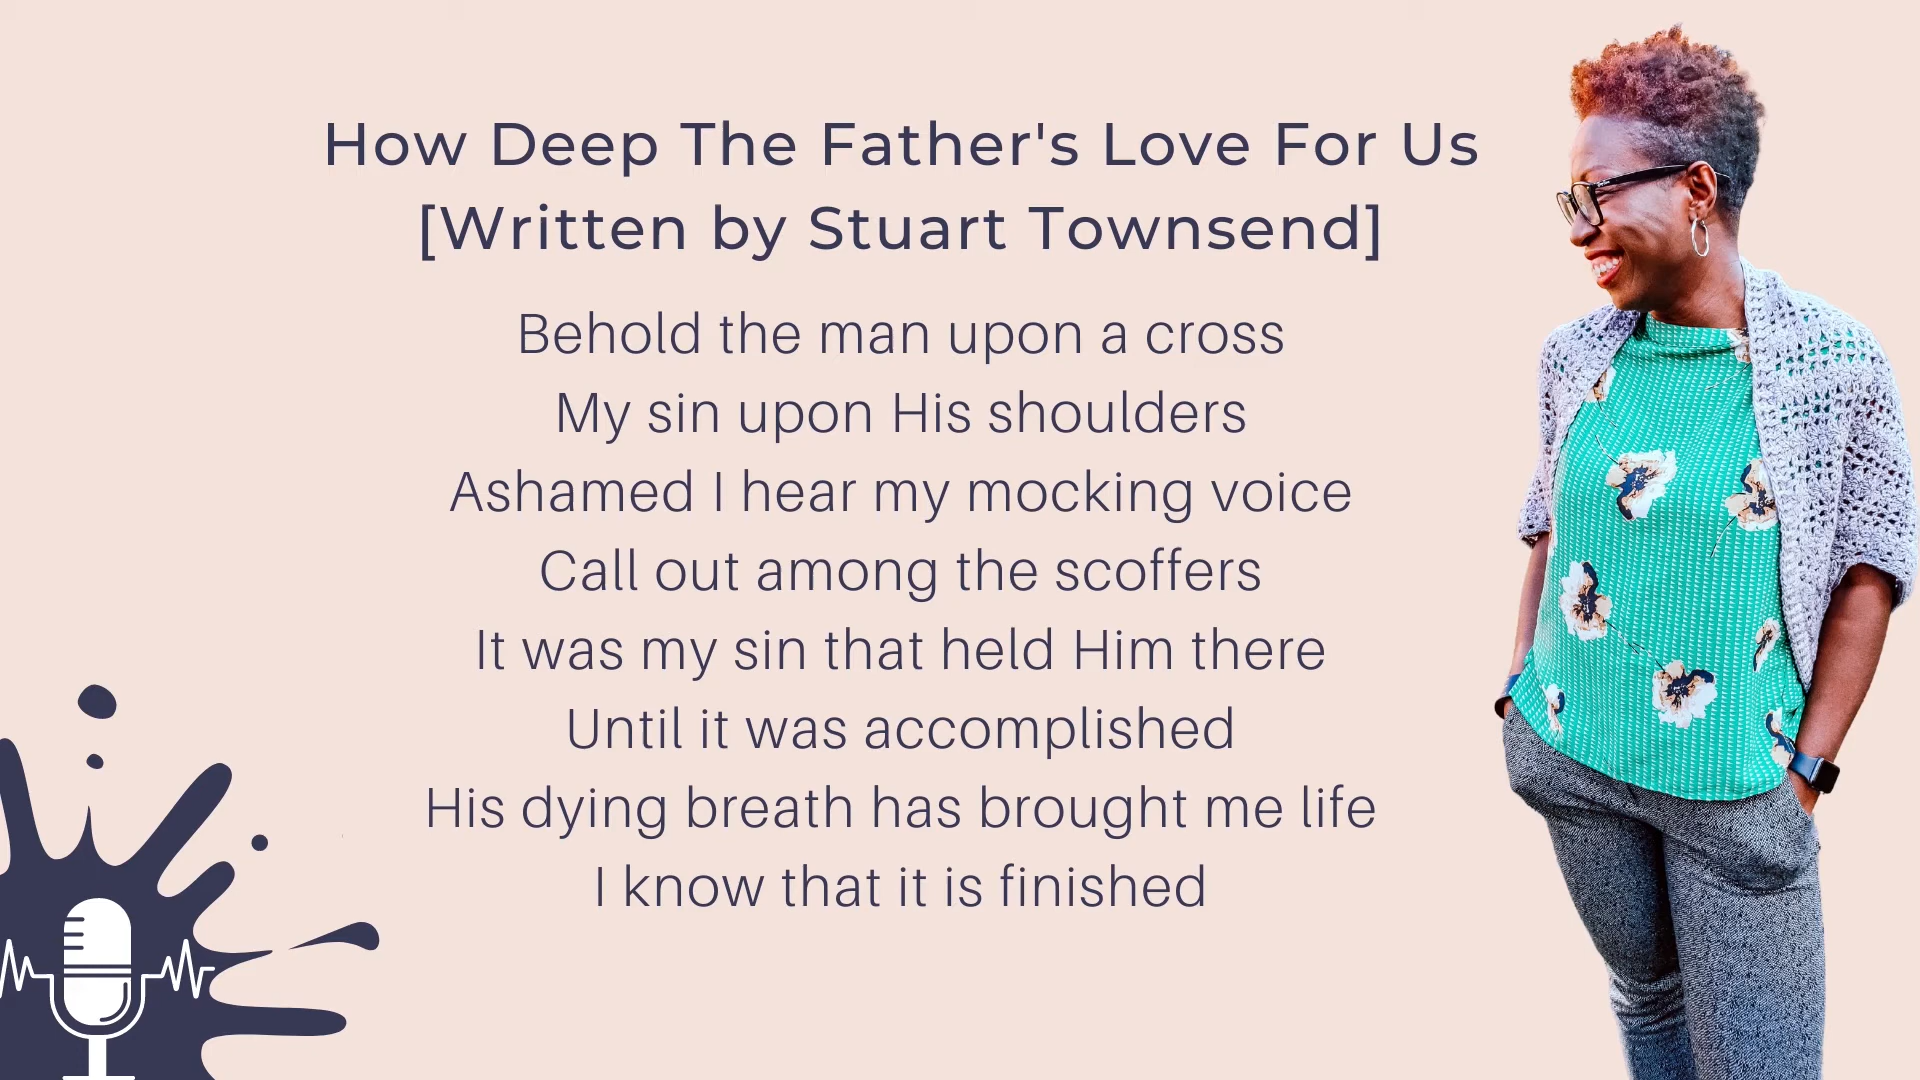 How Deep The Father's Love For Us
[Written by Stuart Townsend]
Behold the man upon a cross
My sin upon His shoulders
Ashamed I hear my mocking voice
Call out among the scoffers
It was my sin that held Him there
Until it was accomplished
His dying breath has brought me life
I know that it is finished